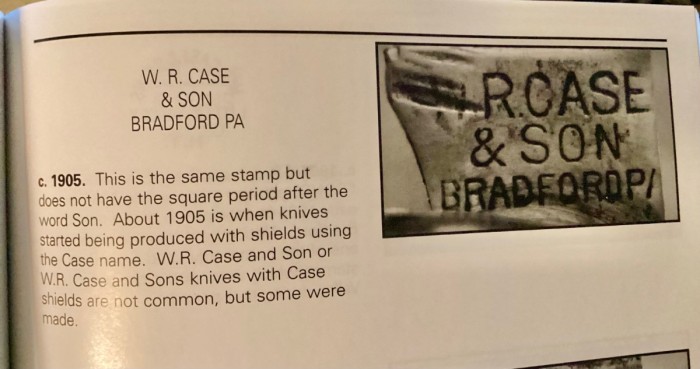 W. R. CASE
& SON
BRADFORD PA
c. 1905. This is the same stamp but
does not have the square period after the
word Son. About 1905 is when knives
started being produced with shields using
the Case name. W.R. Case and Son or
W.R. Case and Sons knives with Case
shields are not common, but some were
made.
R.CASE
& SON
BRADFORD P